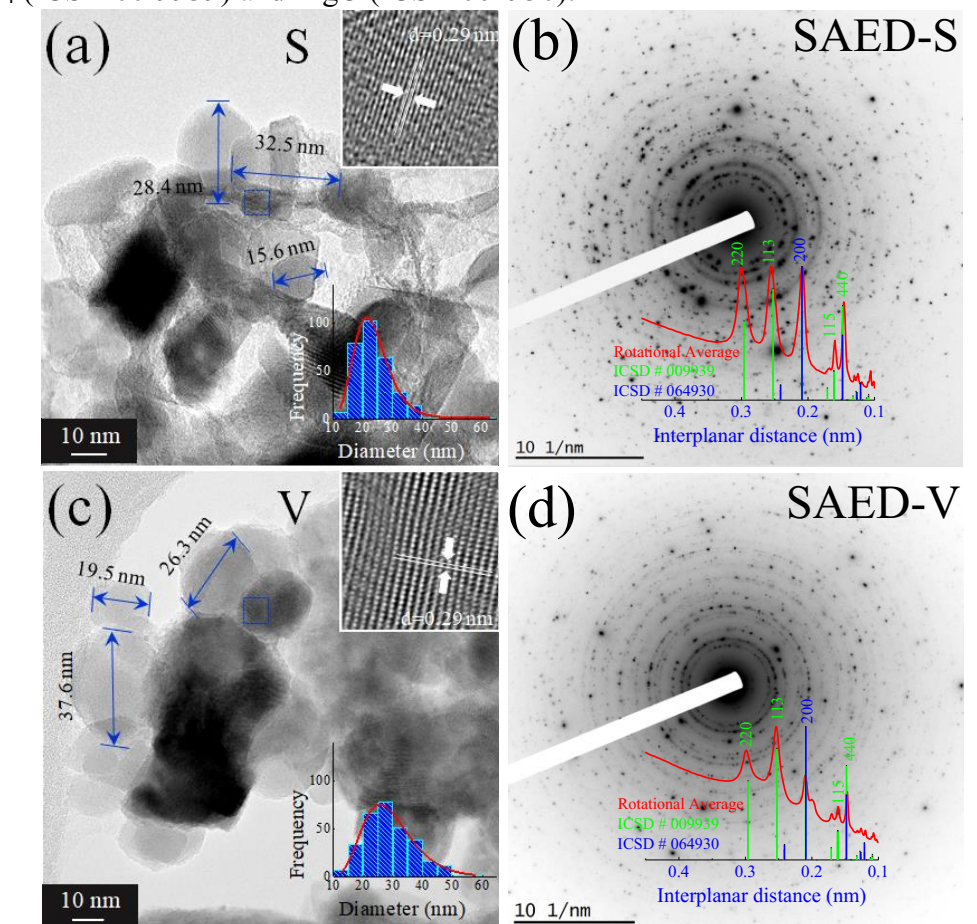 (a)
S
d=0.29 nm
32.5 nm
28.4 nm
15.6 nm
100
50
0
Frequency
10 20 30 40 50 60
Diameter (nm)
10 nm
(b)
SAED-S
220
113
200
115
440
Rotational Average
ICSD # 009939
ICSD # 064930
0.4 0.3 0.2 0.1
Interplanar distance (nm)
10 1/nm
(c)
V
26.3 nm
19.5 nm
37.6 nm
d=0.29 nm
100
50
0
Frequency
10 20 30 40 50 60
Diameter (nm)
10 nm
(d)
SAED-V
220
113
200
115
440
Rotational Average
ICSD # 009939
ICSD # 064930
0.4 0.3 0.2 0.1
Interplanar distance (nm)
10 1/nm